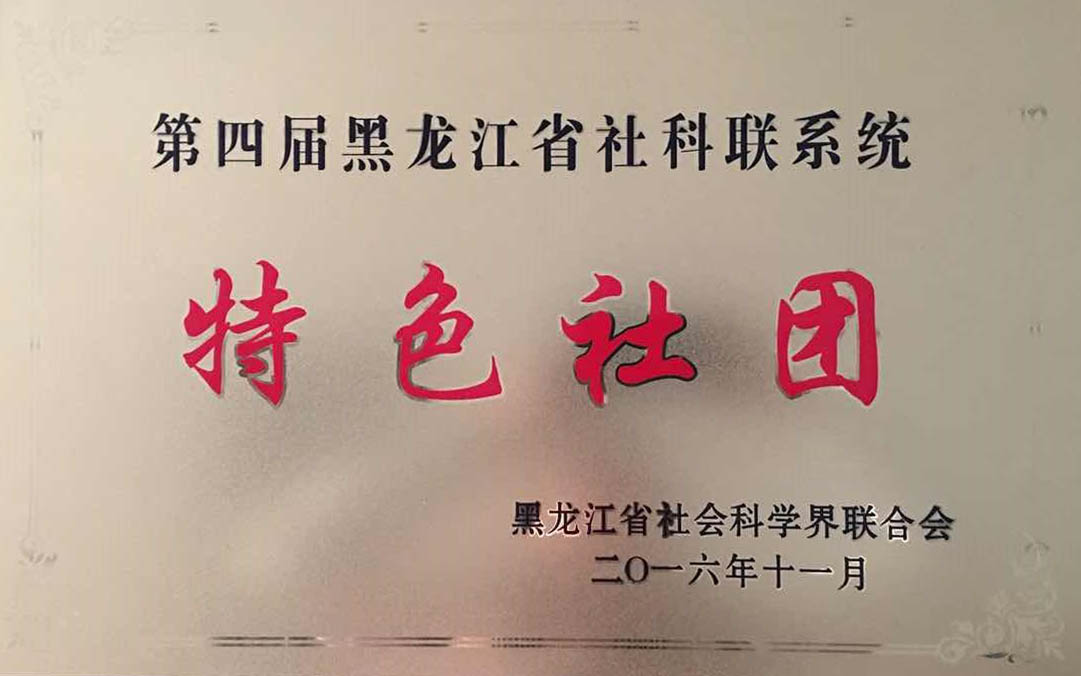 第四届黑龙江省社科联系统
特色社团
黑龙江省社会科学界联合会
二〇一六年十一月